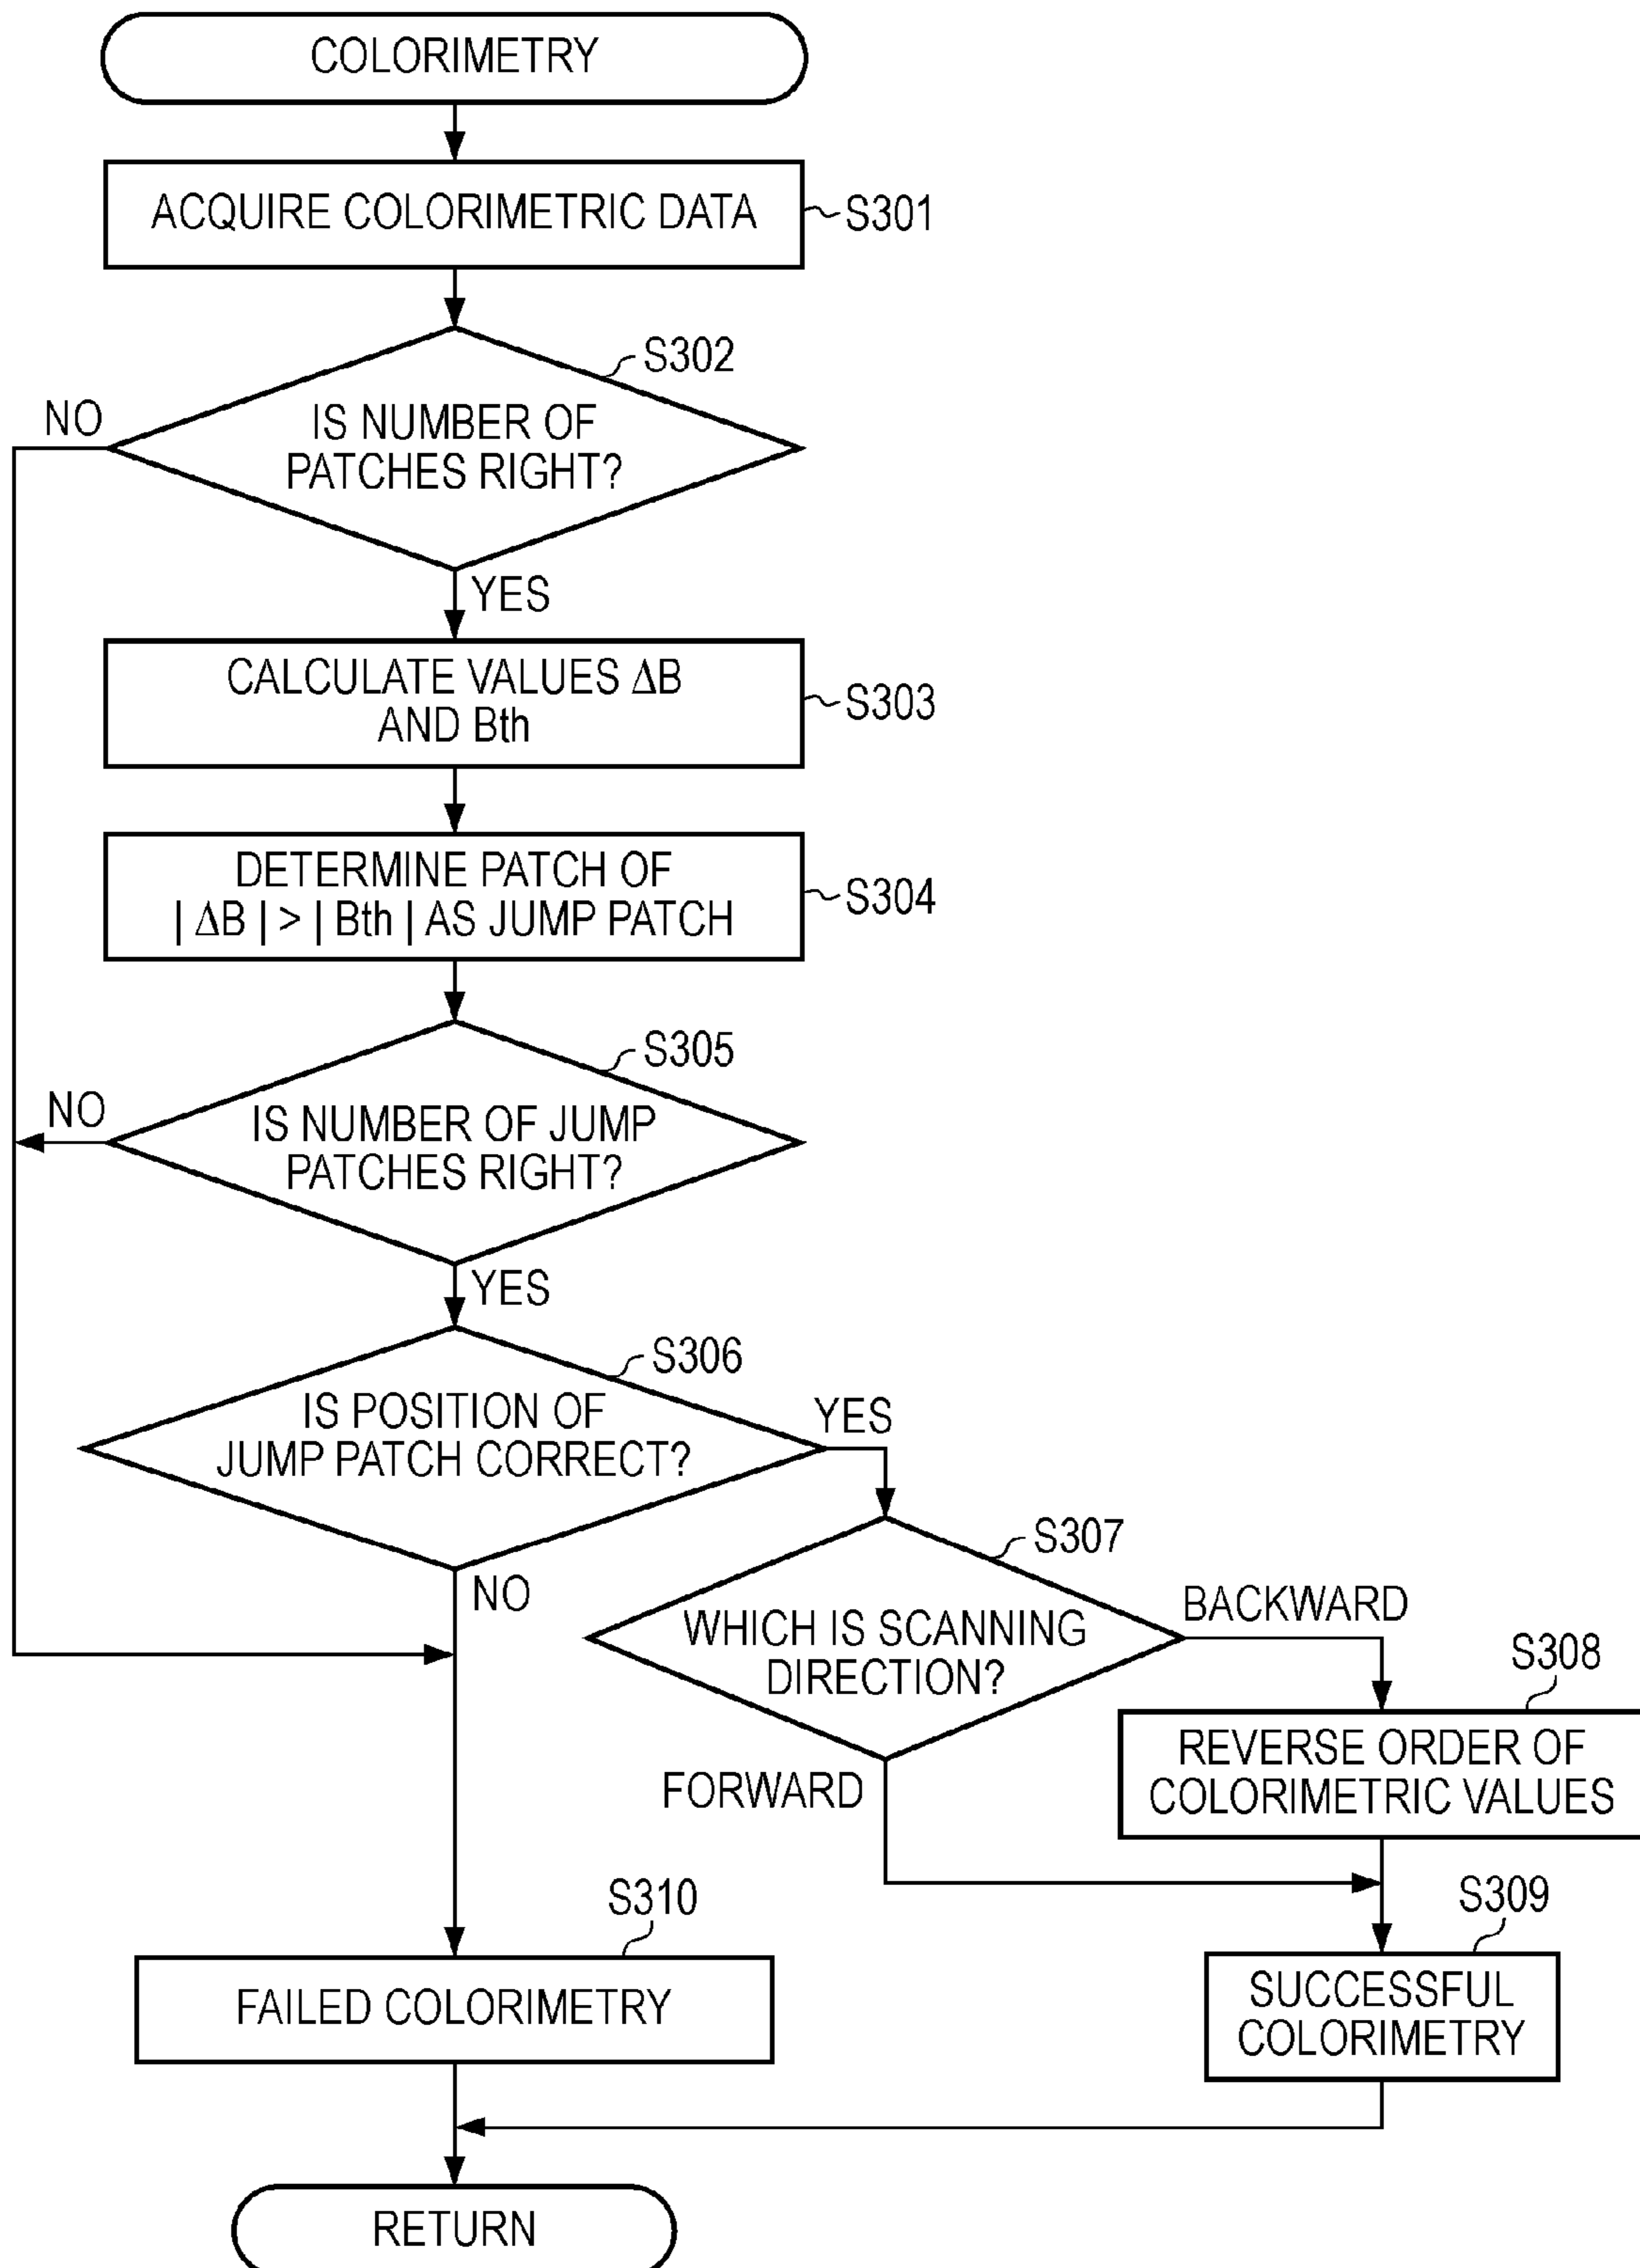 COLORIMETRY
ACQUIRE COLORIMETRIC DATA
S301
S302
NO
IS NUMBER OF
PATCHES RIGHT?
YES
CALCULATE VALUES ΔB
AND Bth
S303
DETERMINE PATCH OF
| ΔB | > | Bth | AS JUMP PATCH
S304
S305
NO
IS NUMBER OF JUMP
PATCHES RIGHT?
YES
S306
IS POSITION OF
JUMP PATCH CORRECT?
YES
NO
S307
WHICH IS SCANNING
DIRECTION?
BACKWARD
FORWARD
S308
REVERSE ORDER OF
COLORIMETRIC VALUES
S309
SUCCESSFUL
COLORIMETRY
S310
FAILED COLORIMETRY
RETURN